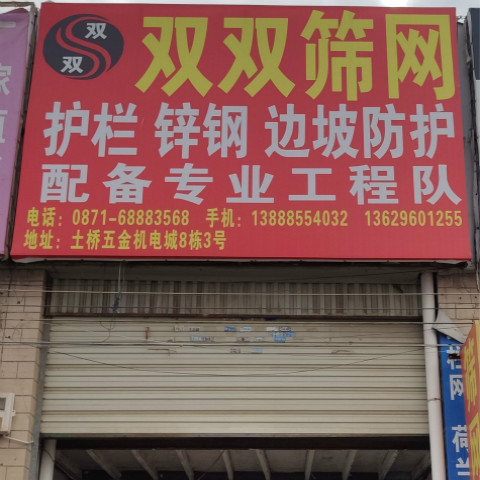 双双
双双筛网
护栏 锌钢 边坡防护
配备专业工程队
电话：0871-68883568 手机：13888554032 13629601255
地址：土桥五金机电城8栋3号
筛
网